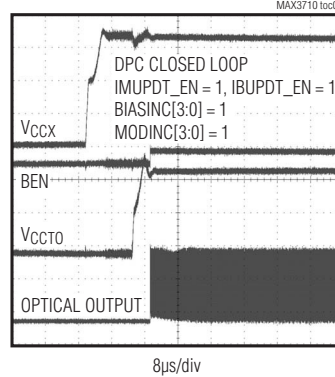 MAX3710 toc0
DPC CLOSED LOOP
IMUPDT_EN = 1, IBUPDT_EN = 1
BIASINC[3:0] = 1
MODINC[3:0] = 1
VCCX
BEN
VCCTO
OPTICAL OUTPUT
8µs/div